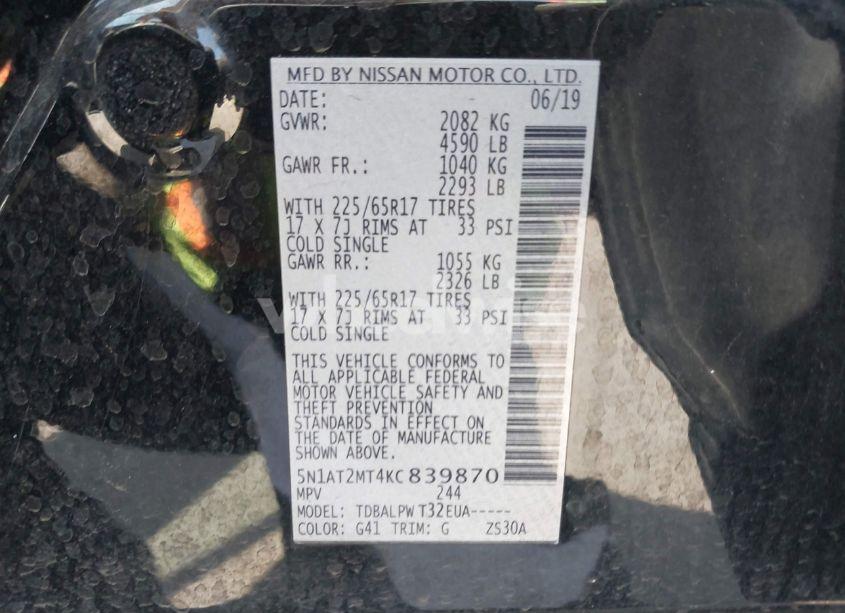 MFD BY NISSAN MOTOR CO., LTD.
DATE: - 06/19
GVWR: 2082 KG
4590 LB
GAWR FR.: 1040 KG
2293 LB
WITH 225/65R17 TIRES
17 X 7J RIMS AT 33 PSI
COLD SINGLE
GAWR RR.: 1055 KG
2326 LB
WITH 225/65R17 TIRES
17 X 7J RIMS AT 33 PSI
COLD SINGLE
THIS VEHICLE CONFORMS TO
ALL APPLICABLE FEDERAL
MOTOR VEHICLE SAFETY AND
THEFT PREVENTION
STANDARDS IN EFFECT ON
THE DATE OF MANUFACTURE
SHOWN ABOVE.
5N1AT2MT4KC839870
MPV 244
MODEL: TDBALPW T32EUA-----
COLOR: G41 TRIM: G ZS30A